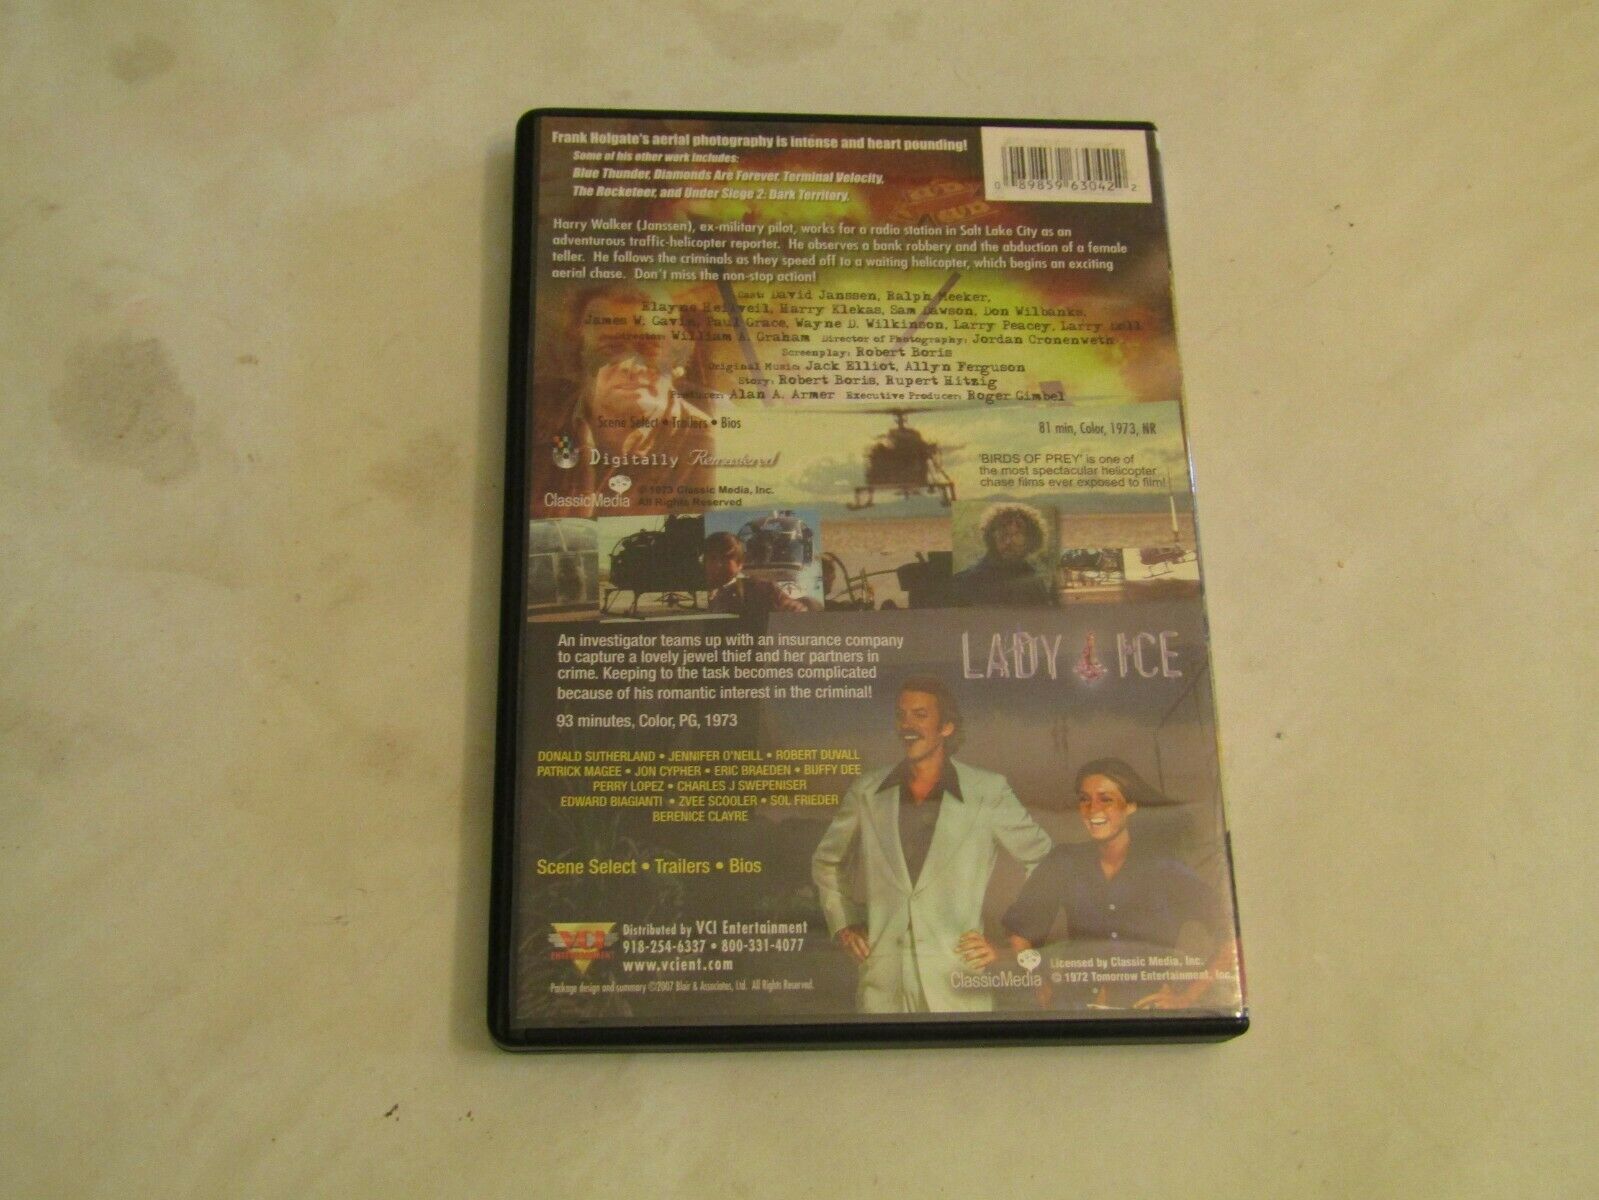 Frank Holgate's aerial photography is intense and heart pounding!
Some of his other work includes:
Blue Thunder, Diamonds Are Forever, Terminal Velocity,
The Rocketeer, and Under Siege 2: Dark Territory.
0 89859 63042 2
Harry Walker (Janssen), ex-military pilot, works for a radio station in Salt Lake City as an
adventurous traffic-helicopter reporter. He observes a bank robbery and the abduction of a female
teller. He follows the criminals as they speed off to a waiting helicopter, which begins an exciting
aerial chase. Don't miss the non-stop action!
Cast: David Janssen, Ralph Meeker,
Elayne Heilveil, Harry Klekas, Sam Dawson, Don Wilbanks,
James W. Gavin, Paul Grace, Wayne D. Wilkinson, Larry Peacey, Larry Doll
Director: William A. Graham Director of Photography: Jordan Cronenweth
Screenplay: Robert Boris
Original Music: Jack Elliot, Allyn Ferguson
Story: Robert Boris, Rupert Hitzig
Producer: Alan A. Armer Executive Producer: Roger Gimbel
Scene Select • Trailers • Bios
81 min, Color, 1973, NR
Digitally Remastered
'BIRDS OF PREY' is one of
the most spectacular helicopter
chase films ever exposed to film!
ClassicMedia
© 1973 Classic Media, Inc.
All Rights Reserved
An investigator teams up with an insurance company
to capture a lovely jewel thief and her partners in
crime. Keeping to the task becomes complicated
because of his romantic interest in the criminal!
LADY ICE
93 minutes, Color, PG, 1973
DONALD SUTHERLAND • JENNIFER O'NEILL • ROBERT DUVALL
PATRICK MAGEE • JON CYPHER • ERIC BRAEDEN • BUFFY DEE
PERRY LOPEZ • CHARLES J SWEPENISER
EDWARD BIAGIANTI • ZVEE SCOOLER • SOL FRIEDER
BERENICE CLAYRE
Scene Select • Trailers • Bios
VCI
ENTERTAINMENT
Distributed by VCI Entertainment
918-254-6337 • 800-331-4077
www.vcient.com
Package design and summary ©2007 Blair & Associates, Ltd. All Rights Reserved.
ClassicMedia
Licensed by Classic Media, Inc.
© 1972 Tomorrow Entertainment, Inc.